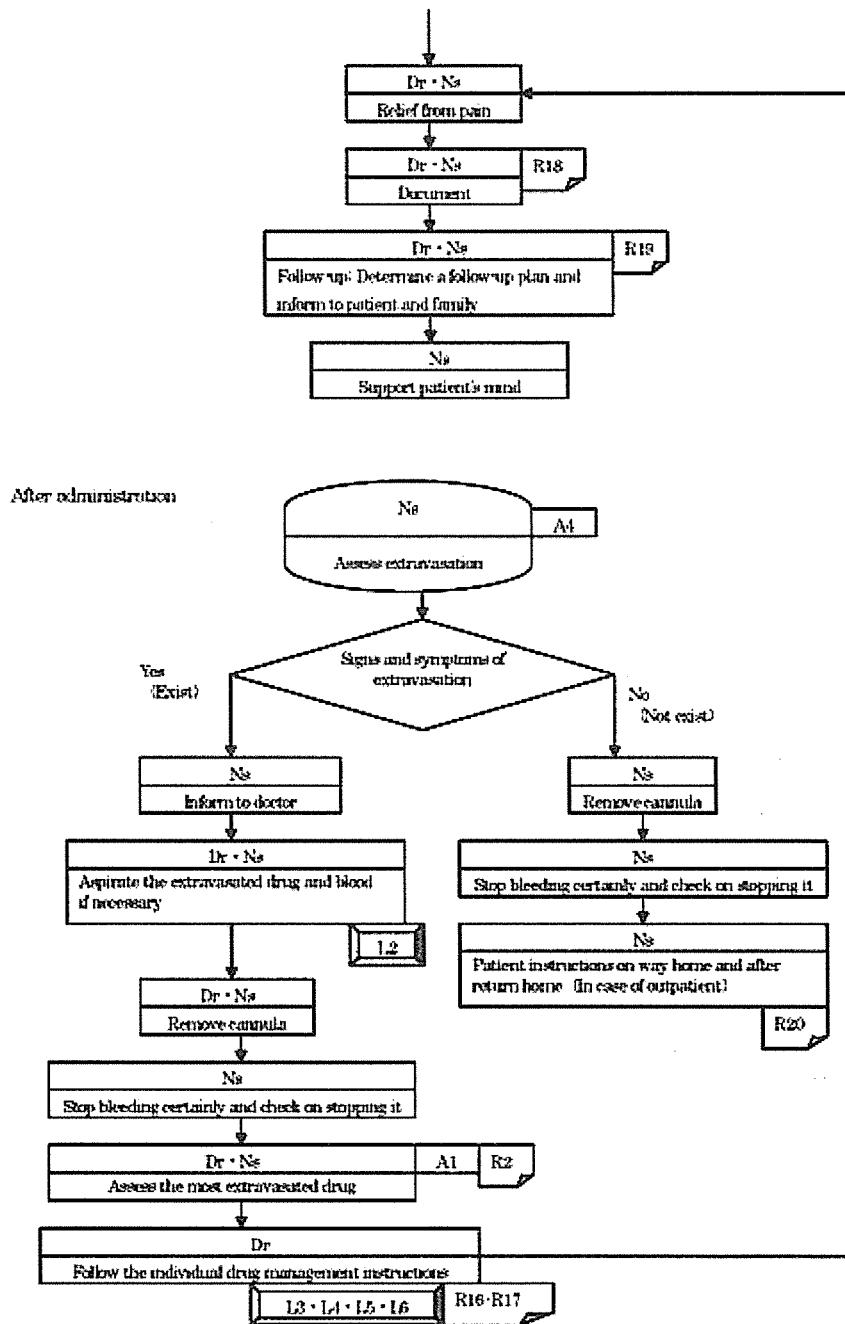 Dr・Ns
Relief from pain
Dr・Ns
R18
Document
Dr・Ns
R19
Follow-up: Determine a follow-up plan and
inform to patient and family
Ns
Support patient's mind
After administration
Ns
A4
Assess extravasation
Signs and symptoms of
extravasation
Yes
(Exist)
No
(Not exist)
Ns
Inform to doctor
Ns
Remove cannula
Dr・Ns
Aspirate the extravasated drug and blood
if necessary
L2
Ns
Stop bleeding certainly and check on stopping it
Ns
Patient instructions on way home and after
return home (In case of outpatient)
R20
Dr・Ns
Remove cannula
Ns
Stop bleeding certainly and check on stopping it
Dr・Ns
A1
R2
Assess the most extravasated drug
Dr
Follow the individual drug management instructions
L3・L4・L5・L6
R16・R17